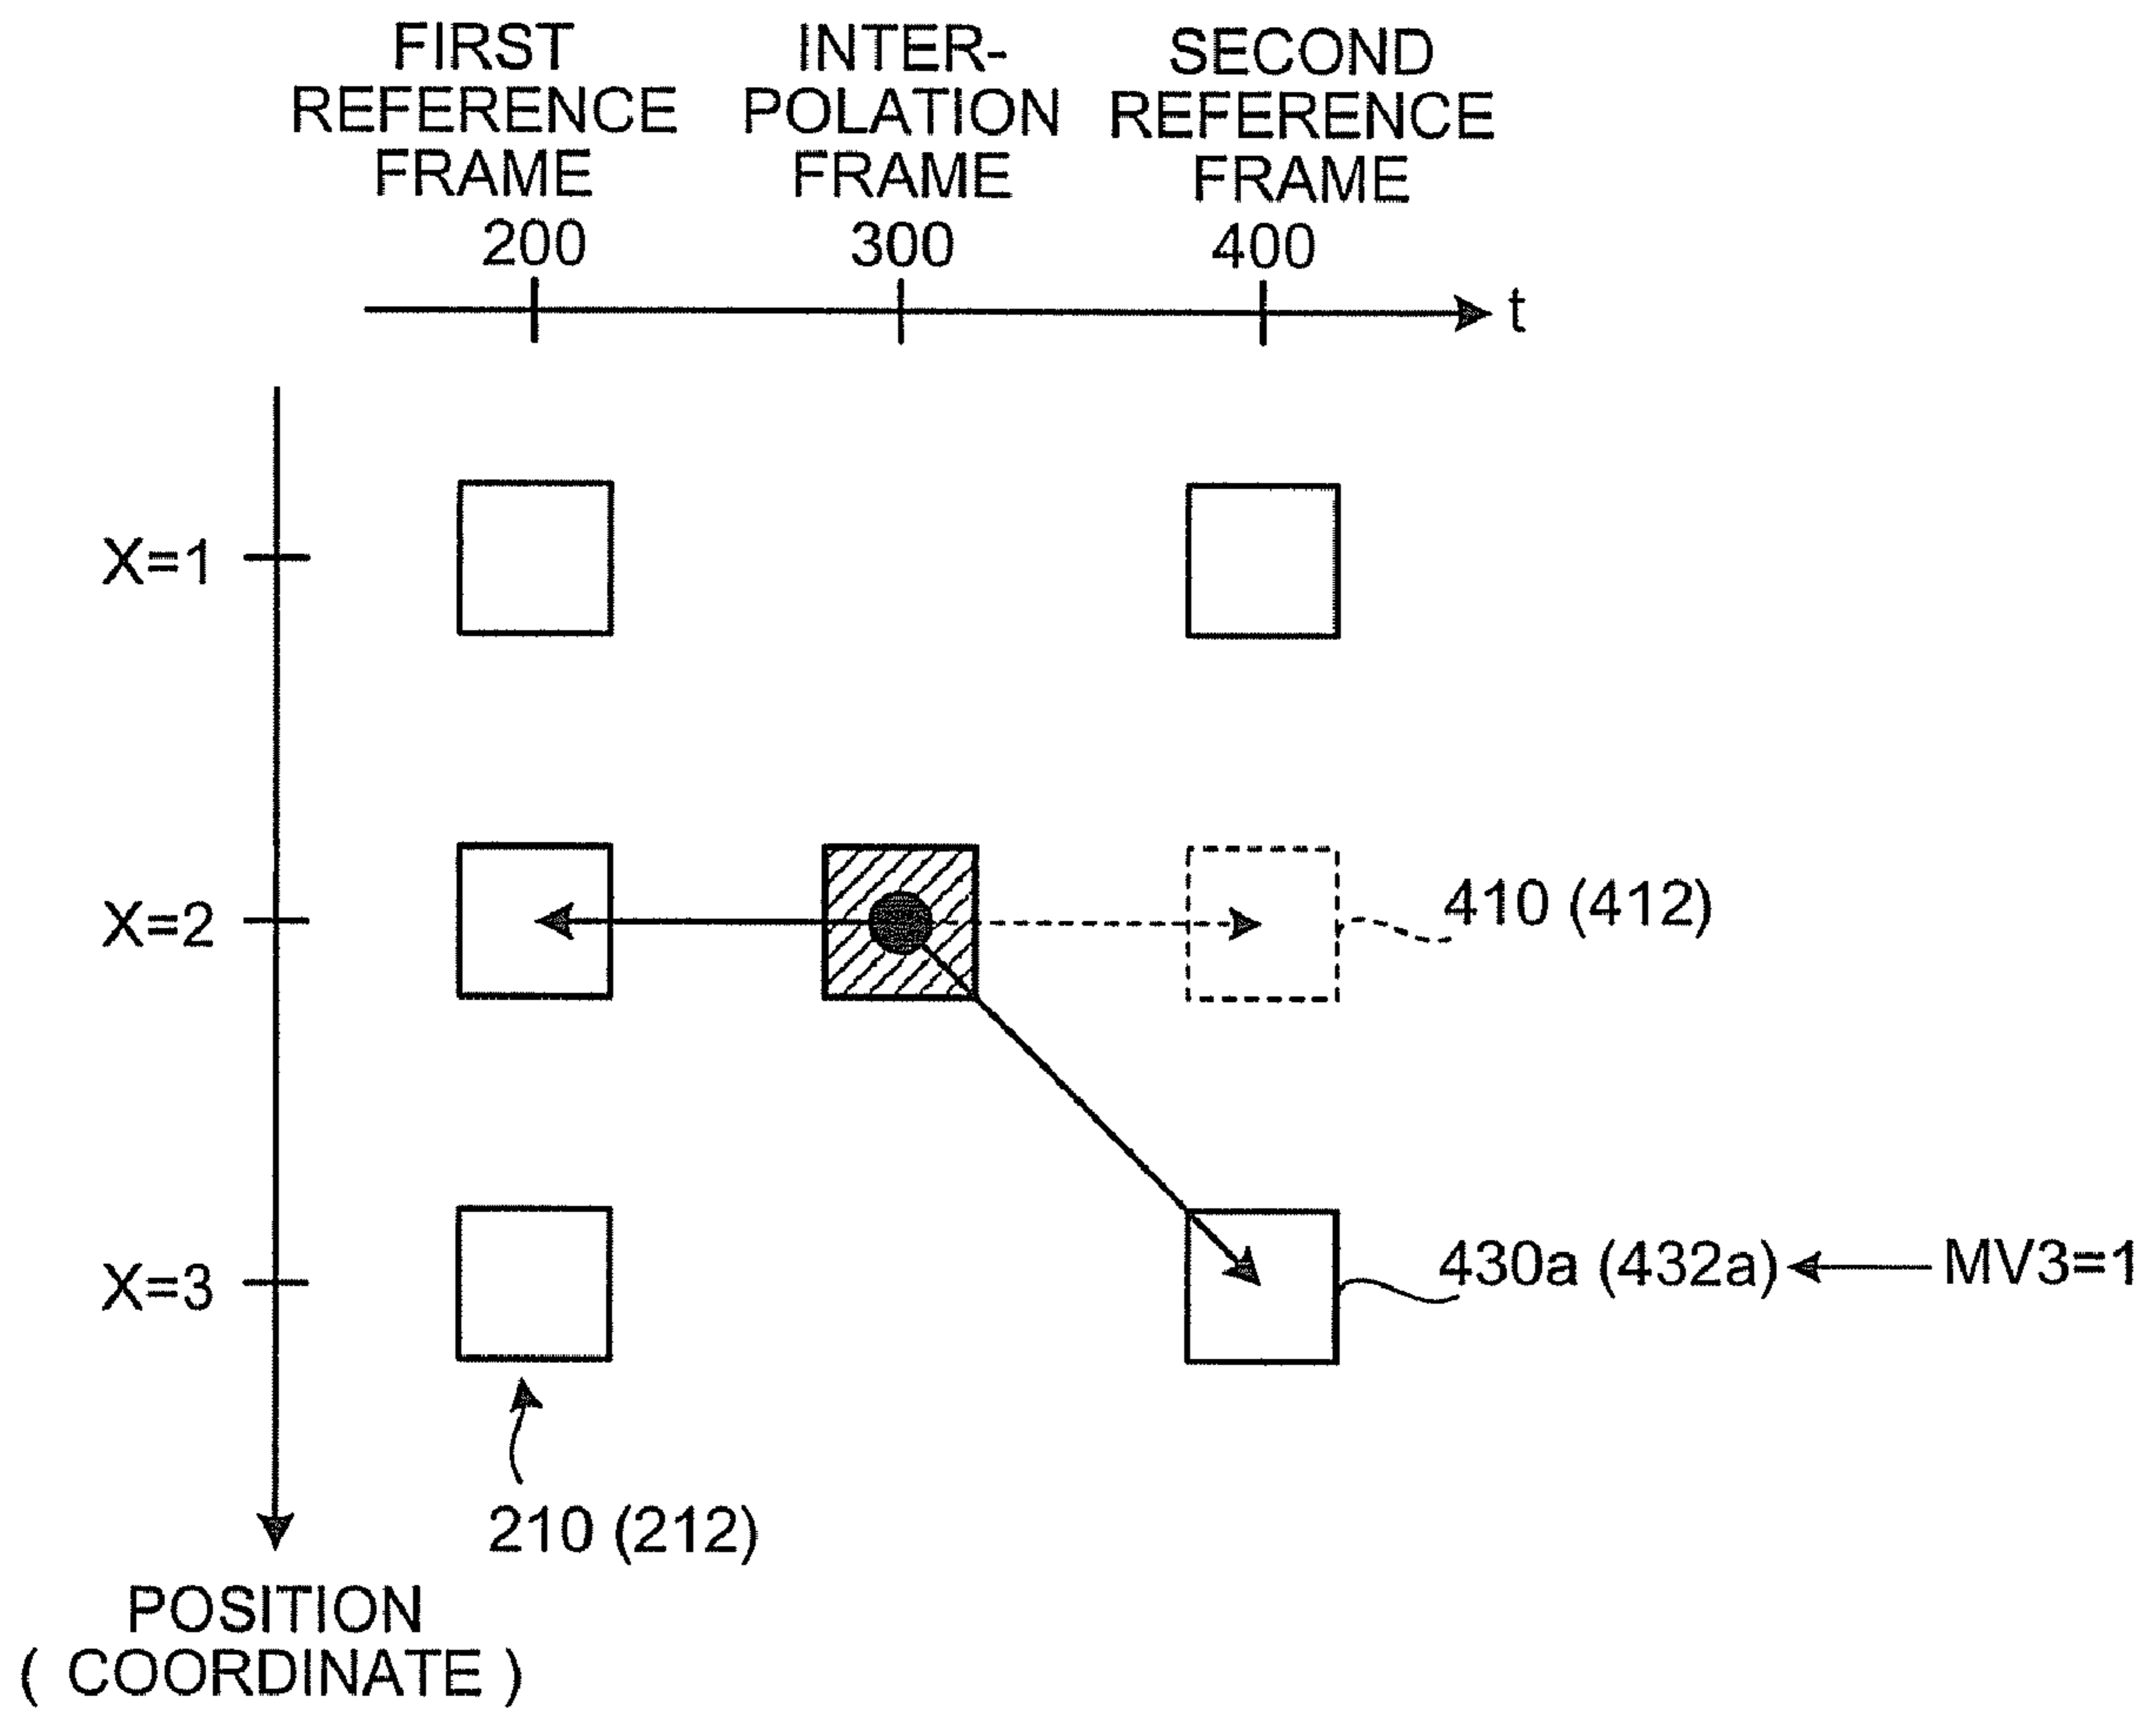 FIRST
REFERENCE
FRAME
200
INTER-
POLATION
FRAME
300
SECOND
REFERENCE
FRAME
400
t
X=1
X=2
410 (412)
X=3
430a (432a)
MV3=1
210 (212)
POSITION
( COORDINATE )